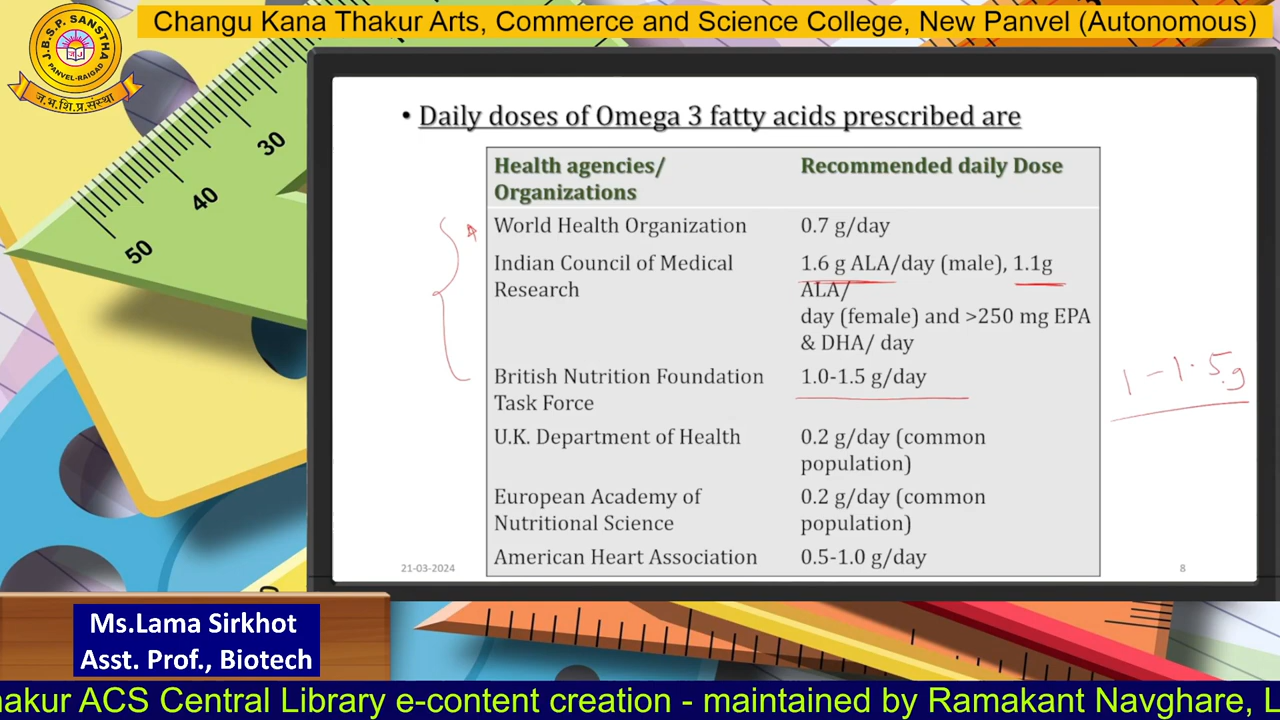 Changu Kana Thakur Arts, Commerce and Science College, New Panvel (Autonomous)
J.B.S.P. SANSTHA
PANVEL-RAIGAD
ज.भ.शि.प्र.संस्था
30
40
50
• Daily doses of Omega 3 fatty acids prescribed are
Health agencies/ Recommended daily Dose
Organizations
World Health Organization 0.7 g/day
Indian Council of Medical 1.6 g ALA/day (male), 1.1g
Research ALA/
day (female) and >250 mg EPA
& DHA/ day
British Nutrition Foundation 1.0-1.5 g/day
Task Force
1-1.5g
U.K. Department of Health 0.2 g/day (common
population)
European Academy of 0.2 g/day (common
Nutritional Science population)
American Heart Association 0.5-1.0 g/day
21-03-2024 8
Ms.Lama Sirkhot
Asst. Prof., Biotech
hakur ACS Central Library e-content creation - maintained by Ramakant Navghare, L